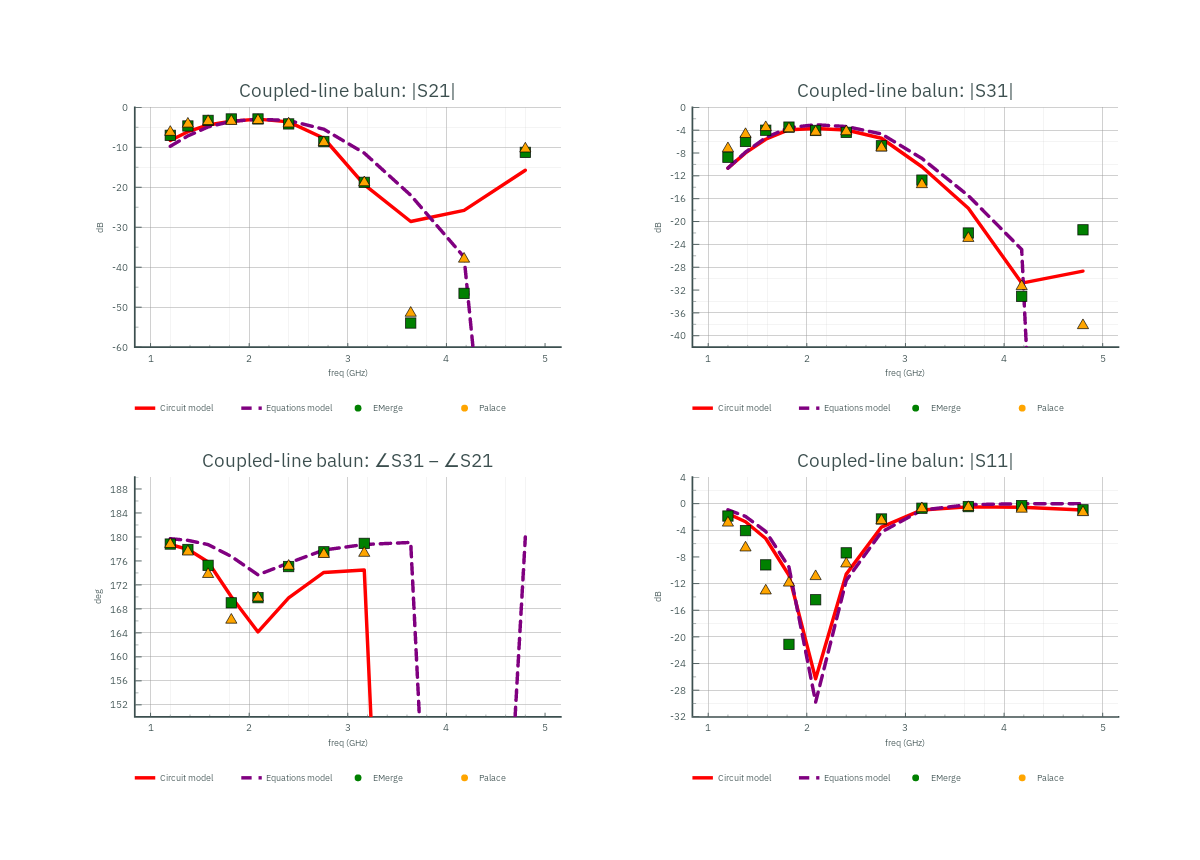 Coupled-line balun: |S21|
0
-10
-20
-30
-40
-50
-60
dB
1 2 3 4 5
freq (GHz)
Circuit model Equations model EMerge Palace
Coupled-line balun: |S31|
0
-4
-8
-12
-16
-20
-24
-28
-32
-36
-40
dB
1 2 3 4 5
freq (GHz)
Circuit model Equations model EMerge Palace
Coupled-line balun: ∠S31 – ∠S21
188
184
180
176
172
168
164
160
156
152
deg
1 2 3 4 5
freq (GHz)
Circuit model Equations model EMerge Palace
Coupled-line balun: |S11|
4
0
-4
-8
-12
-16
-20
-24
-28
-32
dB
1 2 3 4 5
freq (GHz)
Circuit model Equations model EMerge Palace